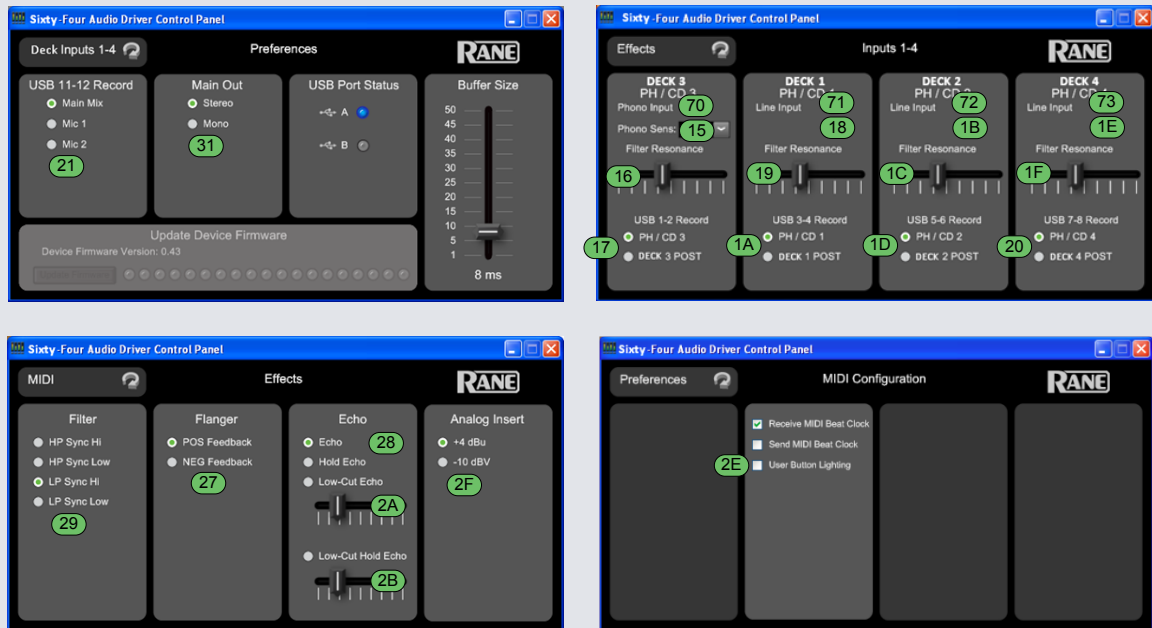 Sixty-Four Audio Driver Control Panel
Deck Inputs 1-4
Preferences
RANE
USB 11-12 Record
Main Mix
Mic 1
Mic 2
21
Main Out
Stereo
Mono
31
USB Port Status
A
B
Buffer Size
50
45
40
35
30
25
20
15
10
5
1
8 ms
Update Device Firmware
Device Firmware Version: 0.43
Sixty-Four Audio Driver Control Panel
Effects
Inputs 1-4
RANE
DECK 3
PH / CD 3
Phono Input
70
Phono Sens:
15
Filter Resonance
16
USB 1-2 Record
17
PH / CD 3
DECK 3 POST
DECK 1
PH / CD 1
Line Input
71
18
Filter Resonance
19
USB 3-4 Record
1A
PH / CD 1
DECK 1 POST
DECK 2
PH / CD 2
Line Input
72
1B
Filter Resonance
1C
USB 5-6 Record
1D
PH / CD 2
DECK 2 POST
DECK 4
PH / CD 4
Line Input
73
1E
Filter Resonance
1F
USB 7-8 Record
20
PH / CD 4
DECK 4 POST
Sixty-Four Audio Driver Control Panel
MIDI
Effects
RANE
Filter
HP Sync Hi
HP Sync Low
LP Sync Hi
LP Sync Low
29
Flanger
POS Feedback
NEG Feedback
27
Echo
Echo
28
Hold Echo
Low-Cut Echo
2A
Low-Cut Hold Echo
2B
Analog Insert
+4 dBu
-10 dBV
2F
Sixty-Four Audio Driver Control Panel
Preferences
MIDI Configuration
RANE
Receive MIDI Beat Clock
Send MIDI Beat Clock
2E
User Button Lighting